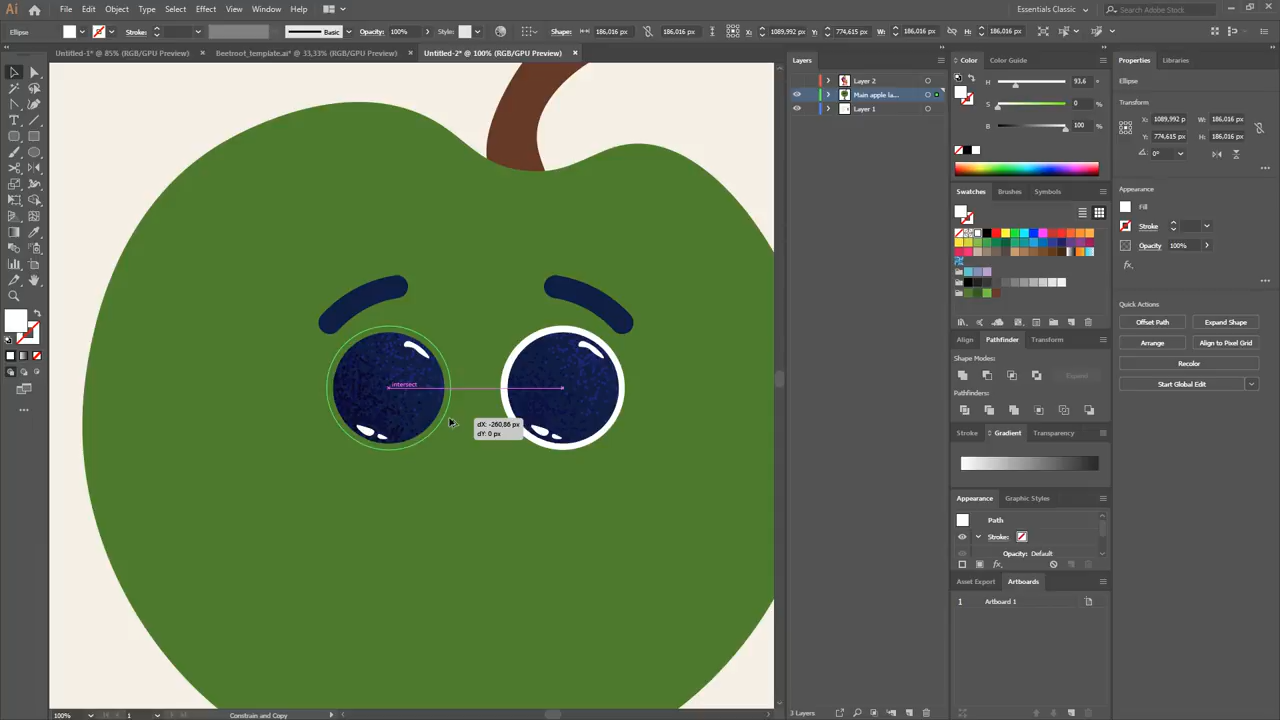 Ai
File Edit Object Type Select Effect View Window Help
Essentials Classic
Search Adobe Stock
Ellipse
Stroke:
Basic
Opacity: 100%
Style:
Shape:
186,016 px
186,016 px
X: 1089,992 px
Y: 774,615 px
W: 186,016 px
H: 186,016 px
Untitled-1* @ 85% (RGB/GPU Preview) ×
Beetroot_template.ai* @ 33,33% (RGB/GPU Preview) ×
Untitled-2* @ 100% (RGB/GPU Preview) ×
Layers
Layer 2
Main apple la...
Layer 1
3 Layers
Color
Color Guide
H 93,6 °
S 0 %
B 100 %
Swatches
Brushes
Symbols
Align
Pathfinder
Transform
Shape Modes:
Expand
Pathfinders:
Stroke
Gradient
Transparency
Appearance
Graphic Styles
Path
Stroke:
Opacity: Default
fx
Asset Export
Artboards
1 Artboard 1
Properties
Libraries
Ellipse
Transform
X: 1089,992 p
W: 186,016 p
Y: 774,615 px
H: 186,016 p
0°
Appearance
Fill
Stroke
Opacity 100%
fx
Quick Actions
Offset Path
Expand Shape
Arrange
Align to Pixel Grid
Recolor
Start Global Edit
intersect
dX: -260,86 px
dY: 0 px
100%
1
Constrain and Copy